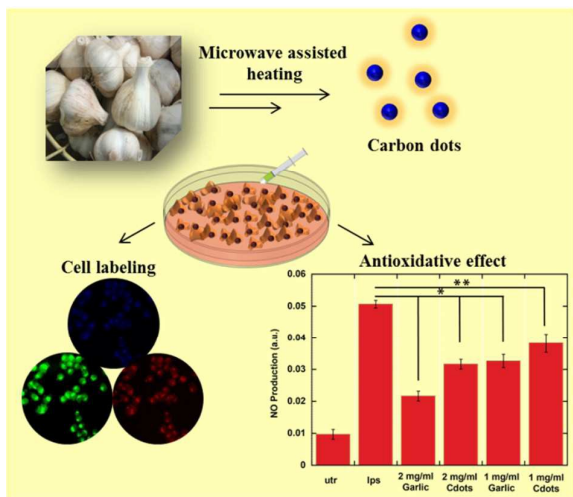 Microwave assisted
heating
Carbon dots
Cell labeling
Antioxidative effect
0.06
0.05
0.04
0.03
0.02
0.01
0
NO Production (a.u.)
**
*
utr
lps
2 mg/ml
Garlic
2 mg/ml
Cdots
1 mg/ml
Garlic
1 mg/ml
Cdots